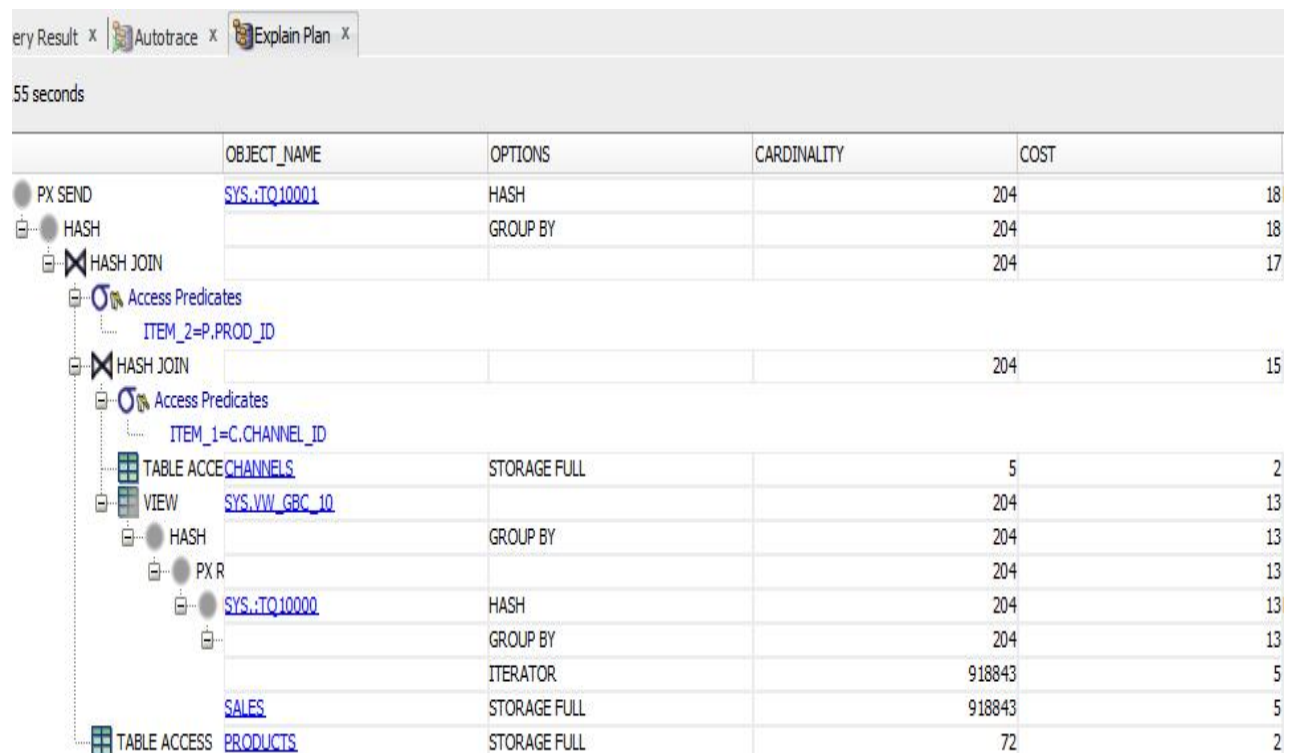 ery Result x Autotrace x Explain Plan x
.55 seconds
OBJECT_NAME OPTIONS CARDINALITY COST
PX SEND SYS.:TQ10001 HASH 204 18
HASH GROUP BY 204 18
HASH JOIN 204 17
Access Predicates
ITEM_2=P.PROD_ID
HASH JOIN 204 15
Access Predicates
ITEM_1=C.CHANNEL_ID
TABLE ACCE CHANNELS STORAGE FULL 5 2
VIEW SYS.VW_GBC_10 204 13
HASH GROUP BY 204 13
PX R 204 13
SYS.:TQ10000 HASH 204 13
GROUP BY 204 13
ITERATOR 918843 5
SALES STORAGE FULL 918843 5
TABLE ACCESS PRODUCTS STORAGE FULL 72 2